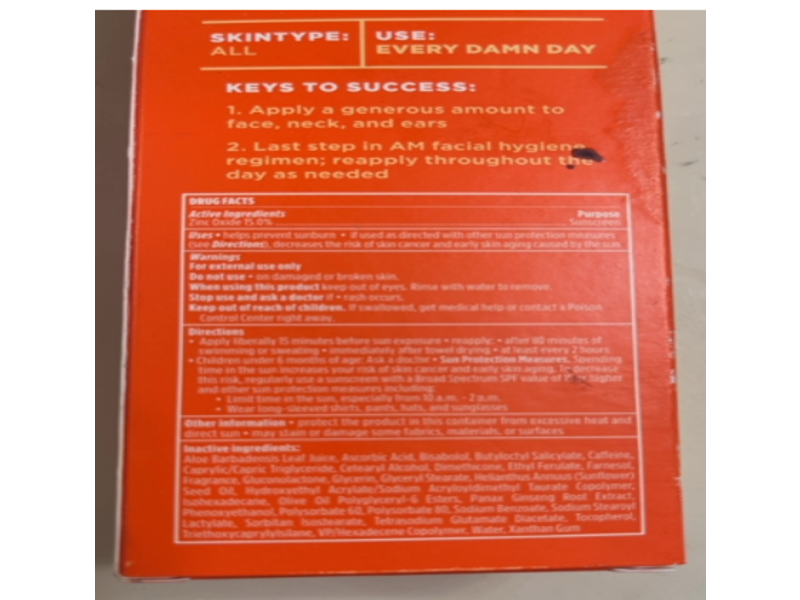 SKINTYPE:
ALL
USE:
EVERY DAMN DAY
KEYS TO SUCCESS:
1. Apply a generous amount to
face, neck, and ears
2. Last step in AM facial hygiene
regimen; reapply throughout the
day as needed
DRUG FACTS
Active Ingredients Purpose
Zinc Oxide 15.0% Sunscreen
Uses • helps prevent sunburn • if used as directed with other sun protection measures
(see Directions), decreases the risk of skin cancer and early skin aging caused by the sun
Warnings
For external use only
Do not use • on damaged or broken skin.
When using this product keep out of eyes. Rinse with water to remove.
Stop use and ask a doctor if • rash occurs.
Keep out of reach of children. If swallowed, get medical help or contact a Poison
Control Center right away.
Directions
• Apply liberally 15 minutes before sun exposure • reapply: • after 80 minutes of
swimming or sweating • immediately after towel drying • at least every 2 hours
• Children under 6 months of age: Ask a doctor • Sun Protection Measures. Spending
time in the sun increases your risk of skin cancer and early skin aging. To decrease
this risk, regularly use a sunscreen with a Broad Spectrum SPF value of higher
and other sun protection measures including:
• Limit time in the sun, especially from 10 a.m. - 2 p.m.
• Wear long-sleeved shirts, pants, hats, and sunglasses
Other information • protect the product in this container from excessive heat and
direct sun • may stain or damage some fabrics, materials, or surfaces
Inactive ingredients:
Aloe Barbadensis Leaf Juice, Ascorbic Acid, Bisabolol, Butyloctyl Salicylate, Caffeine,
Caprylic/Capric Triglyceride, Cetearyl Alcohol, Dimethicone, Ethyl Ferulate, Farnesol,
Fragrance, Gluconolactone, Glycerin, Glyceryl Stearate, Helianthus Annuus (Sunflower)
Seed Oil, Hydroxyethyl Acrylate/Sodium Acryloyldimethyl Taurate Copolymer,
Isohexadecane, Olive Oil Polyglyceryl-6 Esters, Panax Ginseng Root Extract,
Phenoxyethanol, Polysorbate 60, Polysorbate 80, Sodium Benzoate, Sodium Stearoyl
Lactylate, Sorbitan Isostearate, Tetrasodium Glutamate Diacetate, Tocopherol,
Triethoxycaprylylsilane, VP/Hexadecene Copolymer, Water, Xanthan Gum